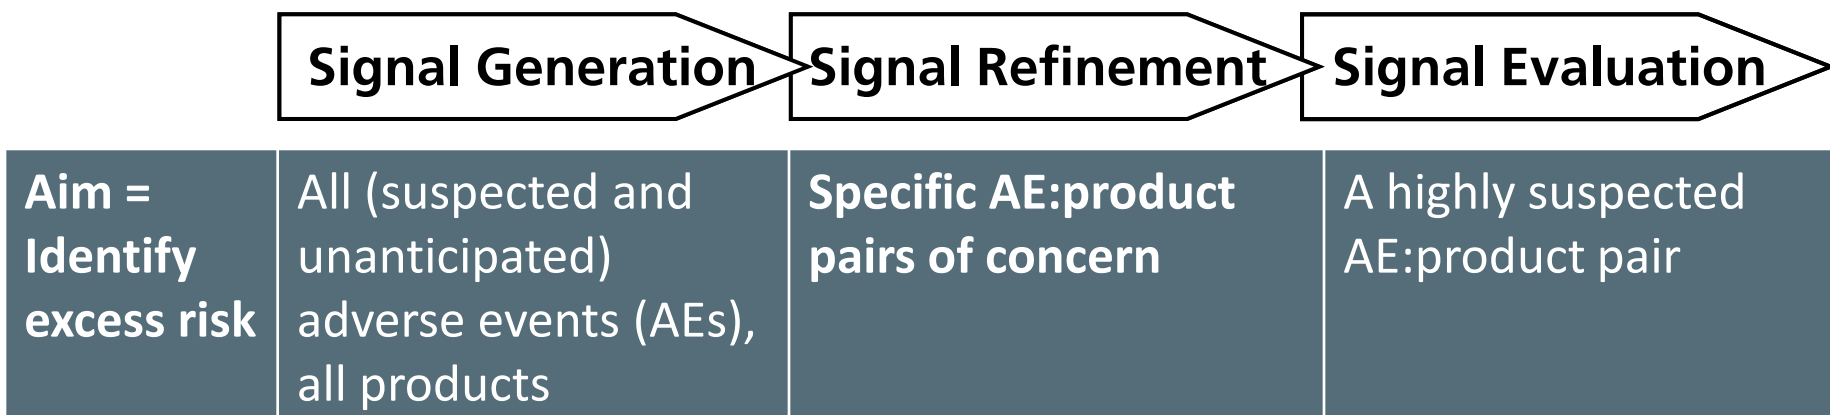 Signal Generation
Signal Refinement
Signal Evaluation
Aim =
Identify
excess risk
All (suspected and
unanticipated)
adverse events (AEs),
all products
Specific AE:product
pairs of concern
A highly suspected
AE:product pair